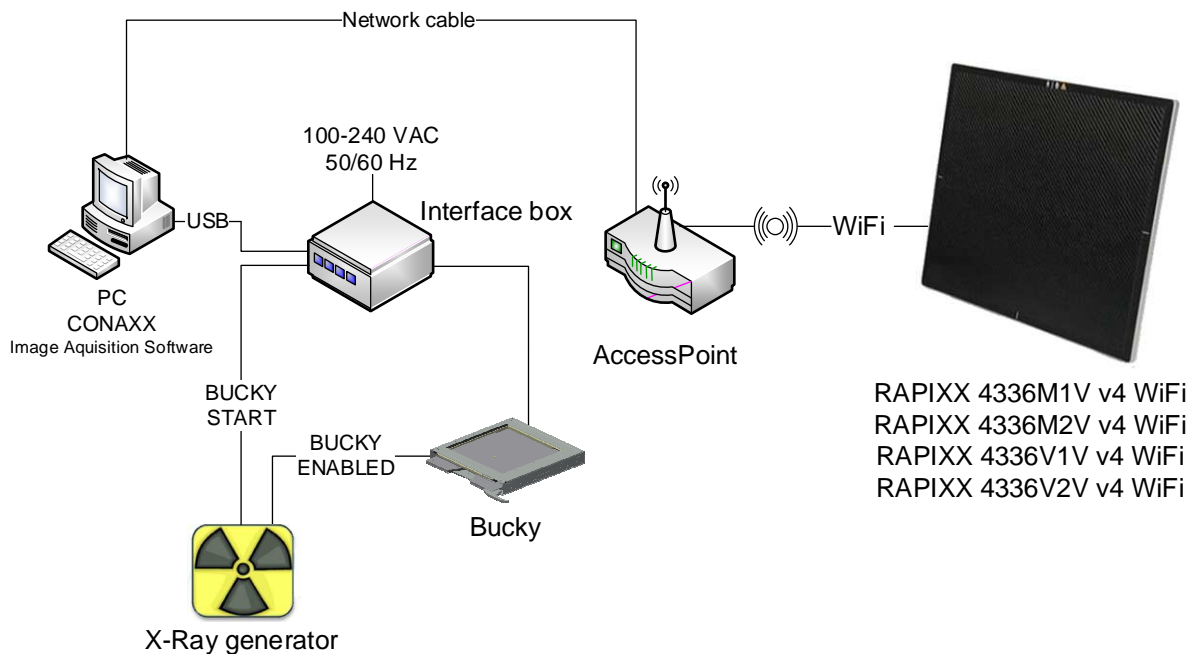 Network cable
100-240 VAC
50/60 Hz
Interface box
USB
WiFi
PC
CONAXX
Image Aquisition Software
AccessPoint
BUCKY
START
BUCKY
ENABLED
Bucky
X-Ray generator
RAPIXX 4336M1V v4 WiFi
RAPIXX 4336M2V v4 WiFi
RAPIXX 4336V1V v4 WiFi
RAPIXX 4336V2V v4 WiFi